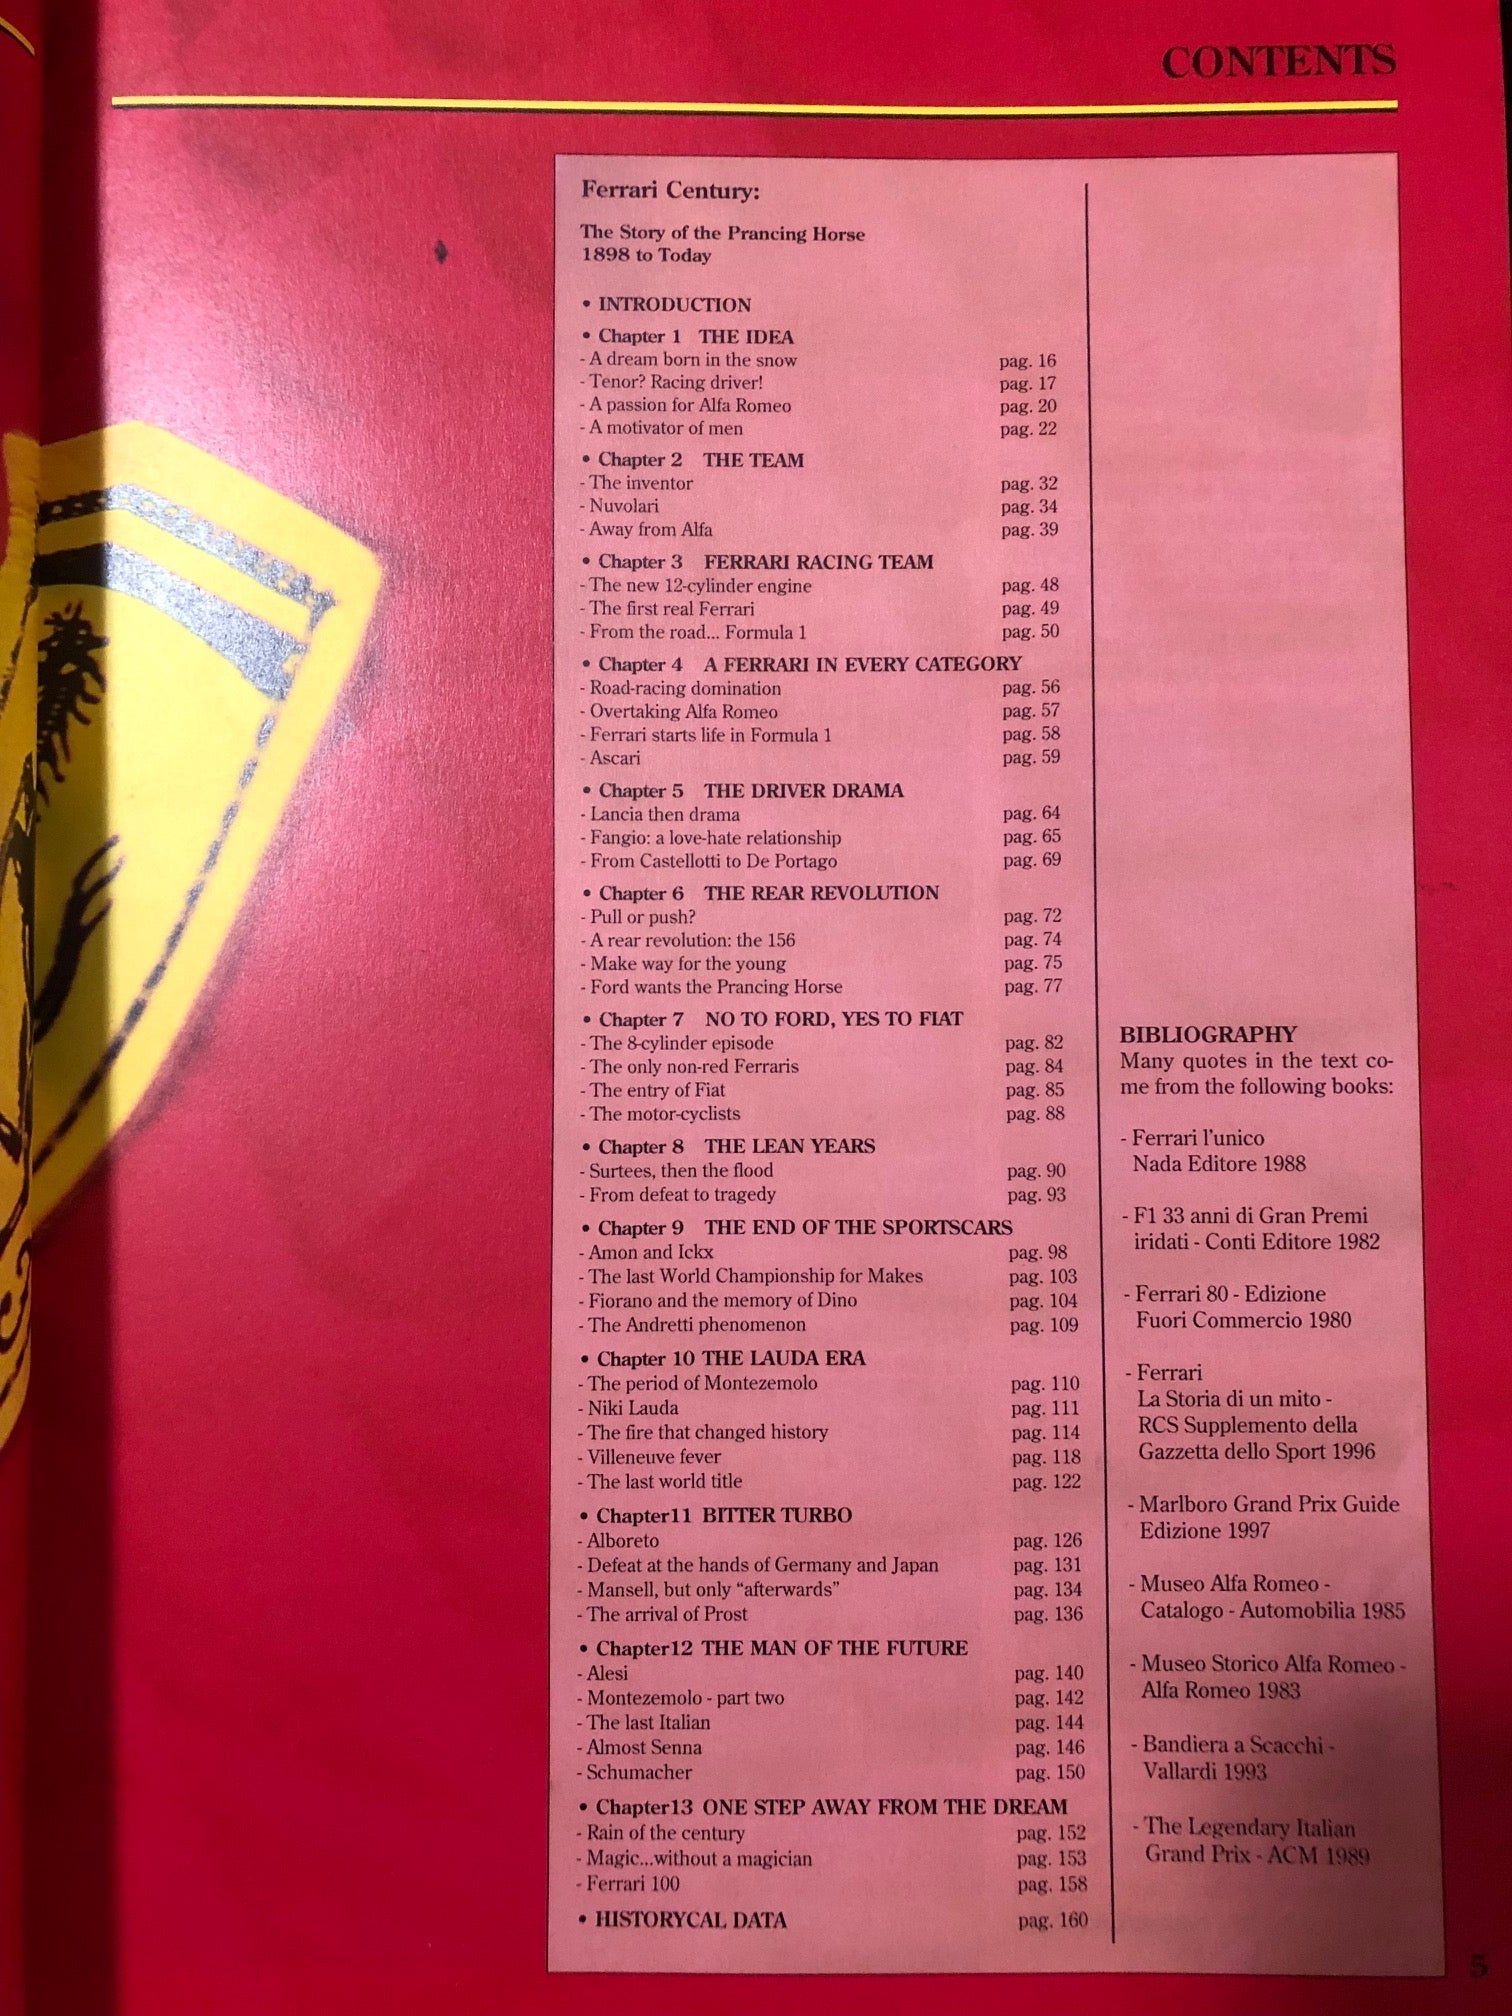 CONTENTS
Ferrari Century:
The Story of the Prancing Horse
1898 to Today
• INTRODUCTION
• Chapter 1 THE IDEA
- A dream born in the snow pag. 16
- Tenor? Racing driver! pag. 17
- A passion for Alfa Romeo pag. 20
- A motivator of men pag. 22
• Chapter 2 THE TEAM
- The inventor pag. 32
- Nuvolari pag. 34
- Away from Alfa pag. 39
• Chapter 3 FERRARI RACING TEAM
- The new 12-cylinder engine pag. 48
- The first real Ferrari pag. 49
- From the road... Formula 1 pag. 50
• Chapter 4 A FERRARI IN EVERY CATEGORY
- Road-racing domination pag. 56
- Overtaking Alfa Romeo pag. 57
- Ferrari starts life in Formula 1 pag. 58
- Ascari pag. 59
• Chapter 5 THE DRIVER DRAMA
- Lancia then drama pag. 64
- Fangio: a love-hate relationship pag. 65
- From Castellotti to De Portago pag. 69
• Chapter 6 THE REAR REVOLUTION
- Pull or push? pag. 72
- A rear revolution: the 156 pag. 74
- Make way for the young pag. 75
- Ford wants the Prancing Horse pag. 77
• Chapter 7 NO TO FORD, YES TO FIAT
- The 8-cylinder episode pag. 82
- The only non-red Ferraris pag. 84
- The entry of Fiat pag. 85
- The motor-cyclists pag. 88
• Chapter 8 THE LEAN YEARS
- Surtees, then the flood pag. 90
- From defeat to tragedy pag. 93
• Chapter 9 THE END OF THE SPORTSCARS
- Amon and Ickx pag. 98
- The last World Championship for Makes pag. 103
- Fiorano and the memory of Dino pag. 104
- The Andretti phenomenon pag. 109
• Chapter 10 THE LAUDA ERA
- The period of Montezemolo pag. 110
- Niki Lauda pag. 111
- The fire that changed history pag. 114
- Villeneuve fever pag. 118
- The last world title pag. 122
• Chapter11 BITTER TURBO
- Alboreto pag. 126
- Defeat at the hands of Germany and Japan pag. 131
- Mansell, but only “afterwards” pag. 134
- The arrival of Prost pag. 136
• Chapter12 THE MAN OF THE FUTURE
- Alesi pag. 140
- Montezemolo - part two pag. 142
- The last Italian pag. 144
- Almost Senna pag. 146
- Schumacher pag. 150
• Chapter13 ONE STEP AWAY FROM THE DREAM
- Rain of the century pag. 152
- Magic...without a magician pag. 153
- Ferrari 100 pag. 158
• HISTORYCAL DATA pag. 160
BIBLIOGRAPHY
Many quotes in the text co-
me from the following books:
- Ferrari l'unico
Nada Editore 1988
- F1 33 anni di Gran Premi
iridati - Conti Editore 1982
- Ferrari 80 - Edizione
Fuori Commercio 1980
- Ferrari
La Storia di un mito -
RCS Supplemento della
Gazzetta dello Sport 1996
- Marlboro Grand Prix Guide
Edizione 1997
- Museo Alfa Romeo -
Catalogo - Automobilia 1985
- Museo Storico Alfa Romeo -
Alfa Romeo 1983
- Bandiera a Scacchi -
Vallardi 1993
- The Legendary Italian
Grand Prix - ACM 1989
5